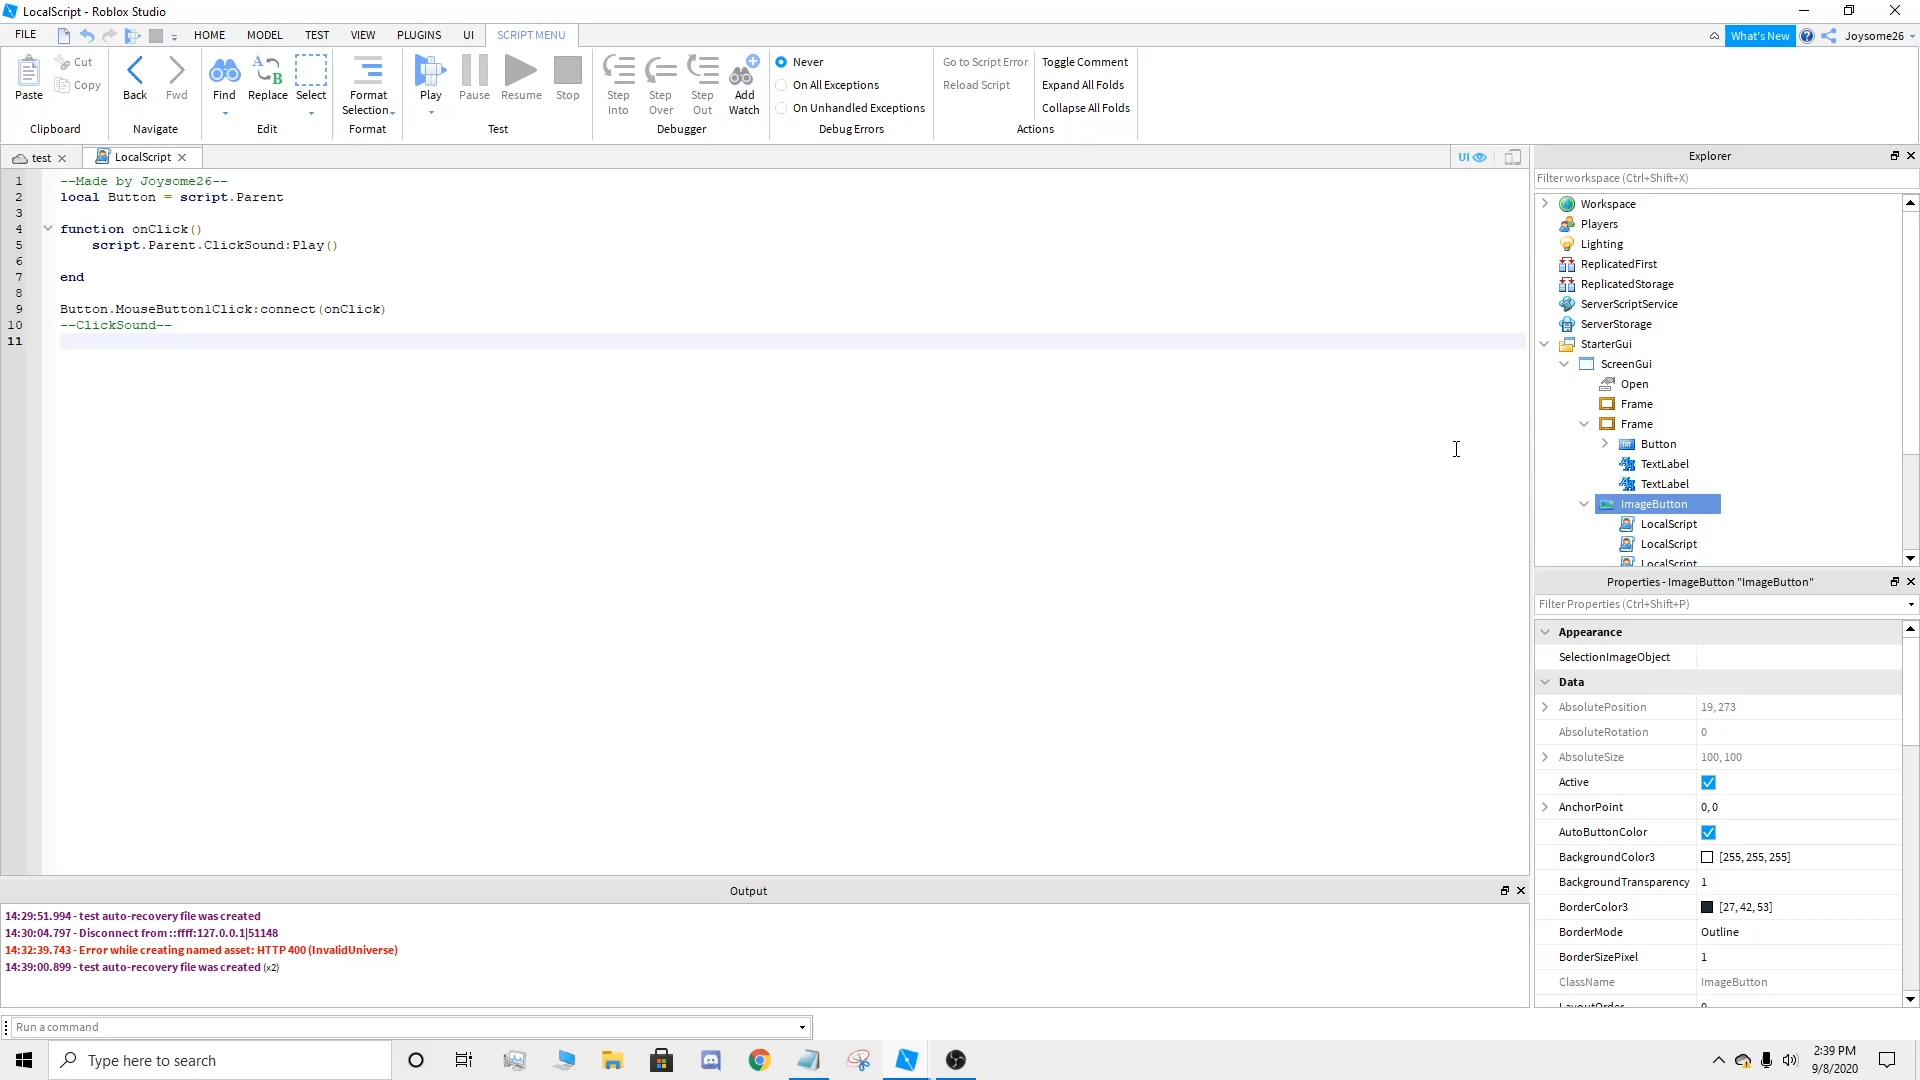 LocalScript - Roblox Studio
FILE HOME MODEL TEST VIEW PLUGINS UI SCRIPT MENU What's New Joysome26
Paste Cut Copy Clipboard
Back Fwd Navigate
Find Replace Select Edit
Format Selection Format
Play Pause Resume Stop Test
Step Into Step Over Step Out Add Watch Debugger
Never
On All Exceptions
On Unhandled Exceptions
Debug Errors
Go to Script Error
Reload Script
Toggle Comment
Expand All Folds
Collapse All Folds
Actions
test LocalScript UI
1 --Made by Joysome26--
2 local Button = script.Parent
3
4 function onClick()
5 script.Parent.ClickSound:Play()
6
7 end
8
9 Button.MouseButton1Click:connect(onClick)
10 --ClickSound--
11
Explorer
Filter workspace (Ctrl+Shift+X)
Workspace
Players
Lighting
ReplicatedFirst
ReplicatedStorage
ServerScriptService
ServerStorage
StarterGui
ScreenGui
Open
Frame
Frame
Button
TextLabel
TextLabel
ImageButton
LocalScript
LocalScript
LocalScript
Properties - ImageButton "ImageButton"
Filter Properties (Ctrl+Shift+P)
Appearance
SelectionImageObject
Data
AbsolutePosition 19, 273
AbsoluteRotation 0
AbsoluteSize 100, 100
Active
AnchorPoint 0, 0
AutoButtonColor
BackgroundColor3 [255, 255, 255]
BackgroundTransparency 1
BorderColor3 [27, 42, 53]
BorderMode Outline
BorderSizePixel 1
ClassName ImageButton
LayoutOrder 0
Output
14:29:51.994 - test auto-recovery file was created
14:30:04.797 - Disconnect from ::ffff:127.0.0.1|51148
14:32:39.743 - Error while creating named asset: HTTP 400 (InvalidUniverse)
14:39:00.899 - test auto-recovery file was created (x2)
Run a command
Type here to search
2:39 PM
9/8/2020